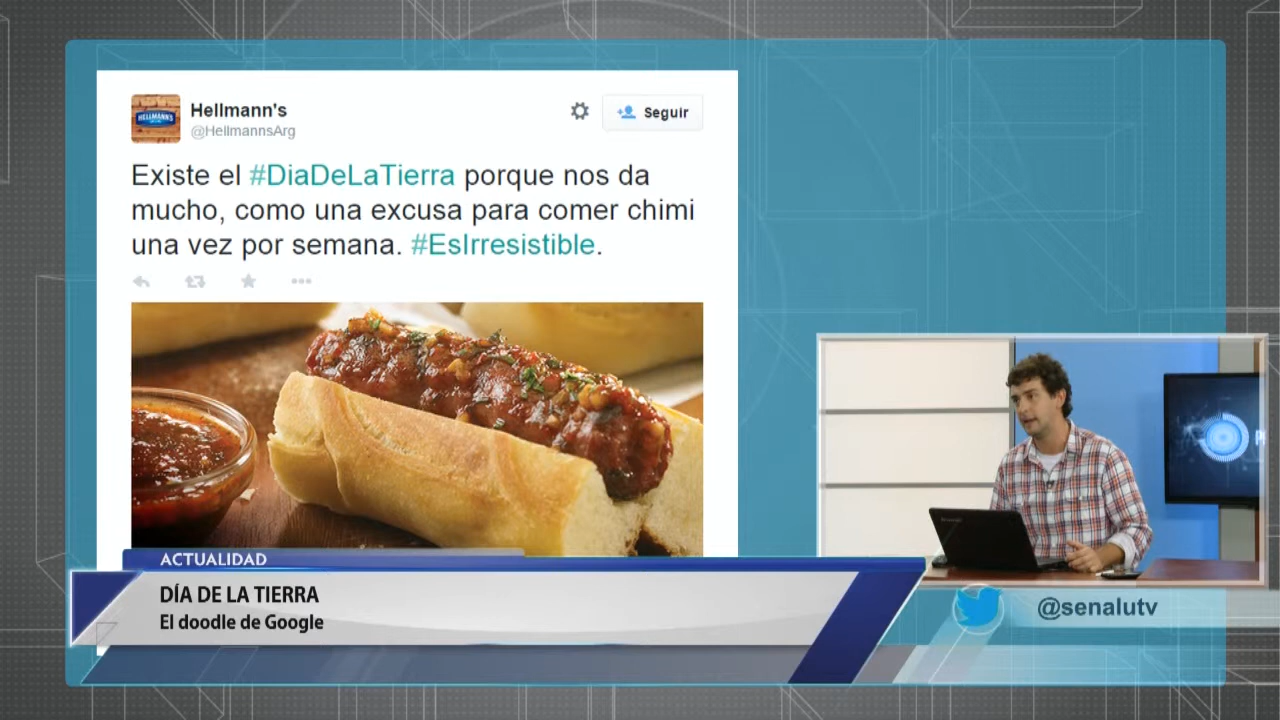 Hellmann's
@HellmannsArg
Seguir
HELLMANN'S
Existe el #DiaDeLaTierra porque nos da
mucho, como una excusa para comer chimi
una vez por semana. #EsIrresistible.
ACTUALIDAD
DÍA DE LA TIERRA
El doodle de Google
@senalutv